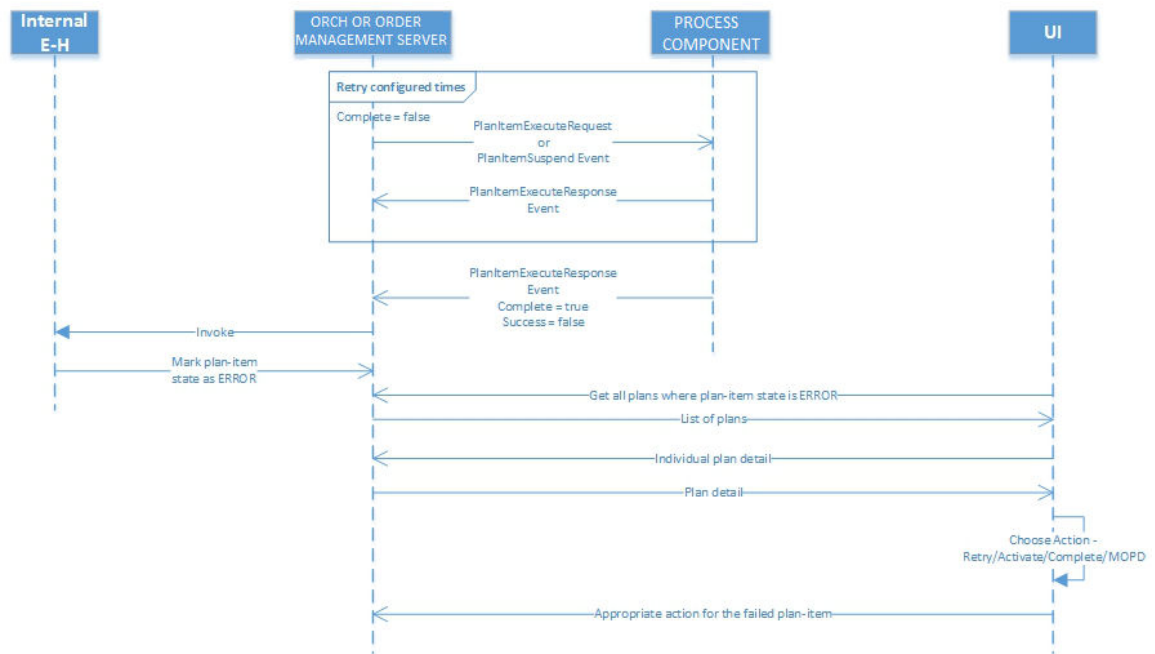 Internal
E-H
ORCH OR ORDER
MANAGEMENT SERVER
PROCESS
COMPONENT
UI
Retry configured times
Complete = false
PlanItemExecuteRequest
or
PlanItemSuspend Event
PlanItemExecuteResponse
Event
PlanItemExecuteResponse
Event
Complete = true
Success = false
Invoke
Mark plan-item
state as ERROR
Get all plans where plan-item state is ERROR
List of plans
Individual plan detail
Plan detail
Choose Action -
Retry/Activate/Complete/MOPD
Appropriate action for the failed plan-item